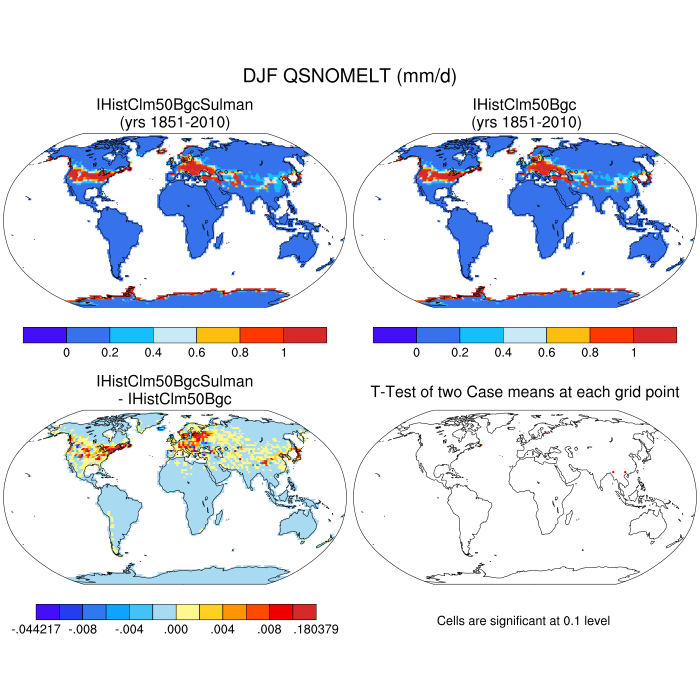 DJF QSNOMELT (mm/d)
IHistClm50BgcSulman
(yrs 1851-2010)
IHistClm50Bgc
(yrs 1851-2010)
0 0.2 0.4 0.6 0.8 1
0 0.2 0.4 0.6 0.8 1
IHistClm50BgcSulman
- IHistClm50Bgc
T-Test of two Case means at each grid point
-.044217 -.008 -.004 .000 .004 .008 .180379
Cells are significant at 0.1 level